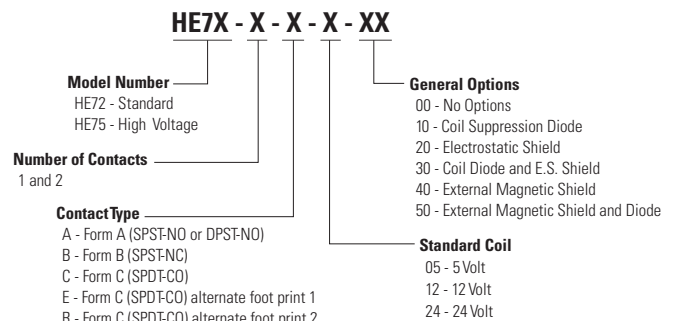 HE7X - X - X - X - XX
Model Number
HE72 - Standard
HE75 - High Voltage
Number of Contacts
1 and 2
Contact Type
A - Form A (SPST-NO or DPST-NO)
B - Form B (SPST-NC)
C - Form C (SPDT-CO)
E - Form C (SPDT-CO) alternate foot print 1
R - Form C (SPDT-CO) alternate foot print 2
General Options
00 - No Options
10 - Coil Suppression Diode
20 - Electrostatic Shield
30 - Coil Diode and E.S. Shield
40 - External Magnetic Shield
50 - External Magnetic Shield and Diode
Standard Coil
05 - 5 Volt
12 - 12 Volt
24 - 24 Volt